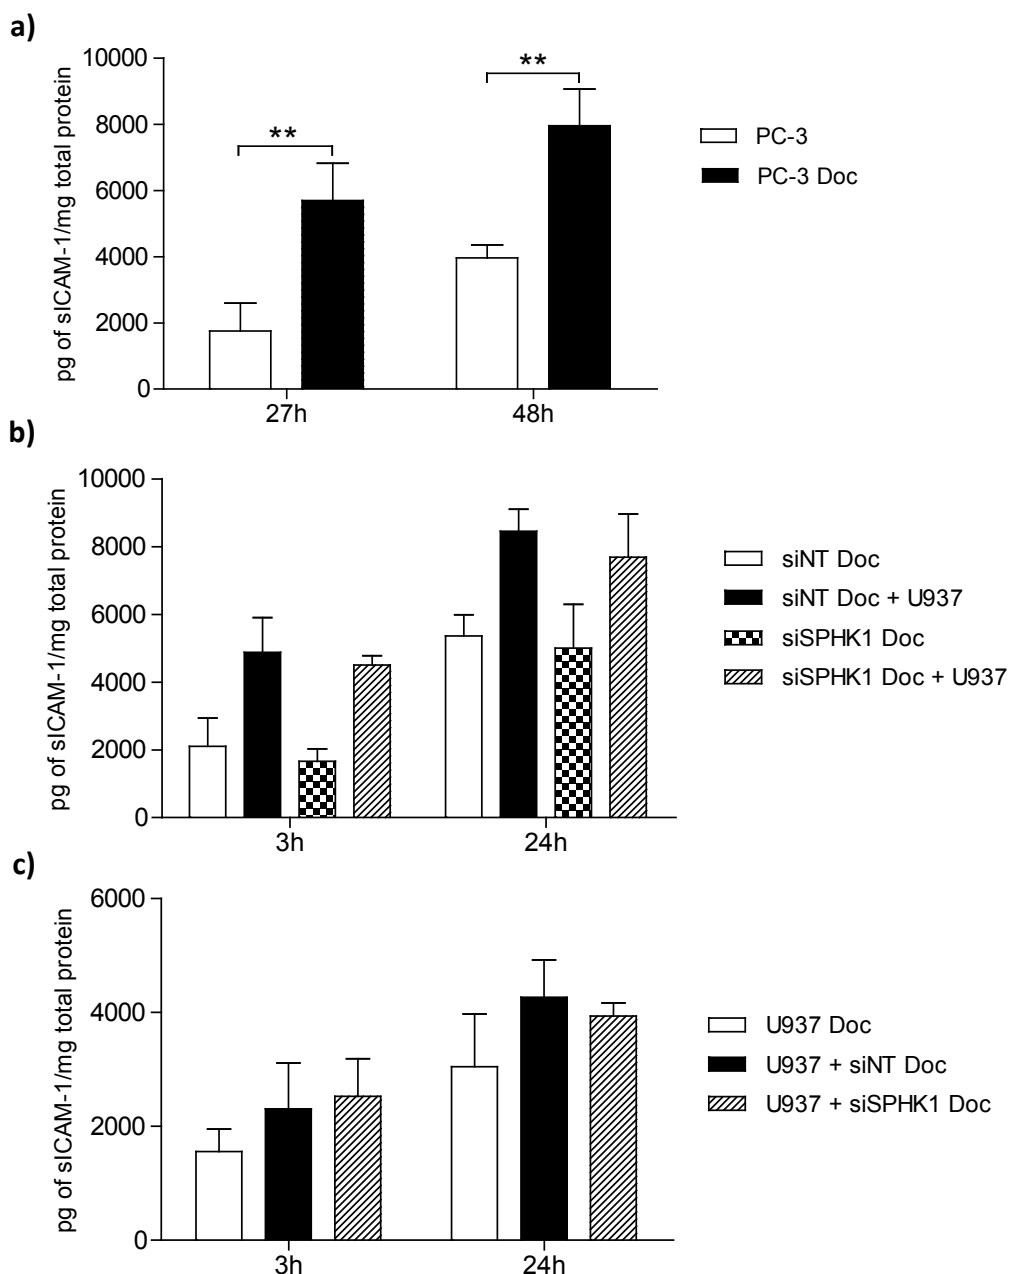 a)
pg of sICAM-1/mg total protein
10000
8000
6000
4000
2000
0
**
**
27h
48h
PC-3
PC-3 Doc
b)
pg of sICAM-1/mg total protein
10000
8000
6000
4000
2000
0
3h
24h
siNT Doc
siNT Doc + U937
siSPHK1 Doc
siSPHK1 Doc + U937
c)
pg of sICAM-1/mg total protein
6000
4000
2000
0
3h
24h
U937 Doc
U937 + siNT Doc
U937 + siSPHK1 Doc